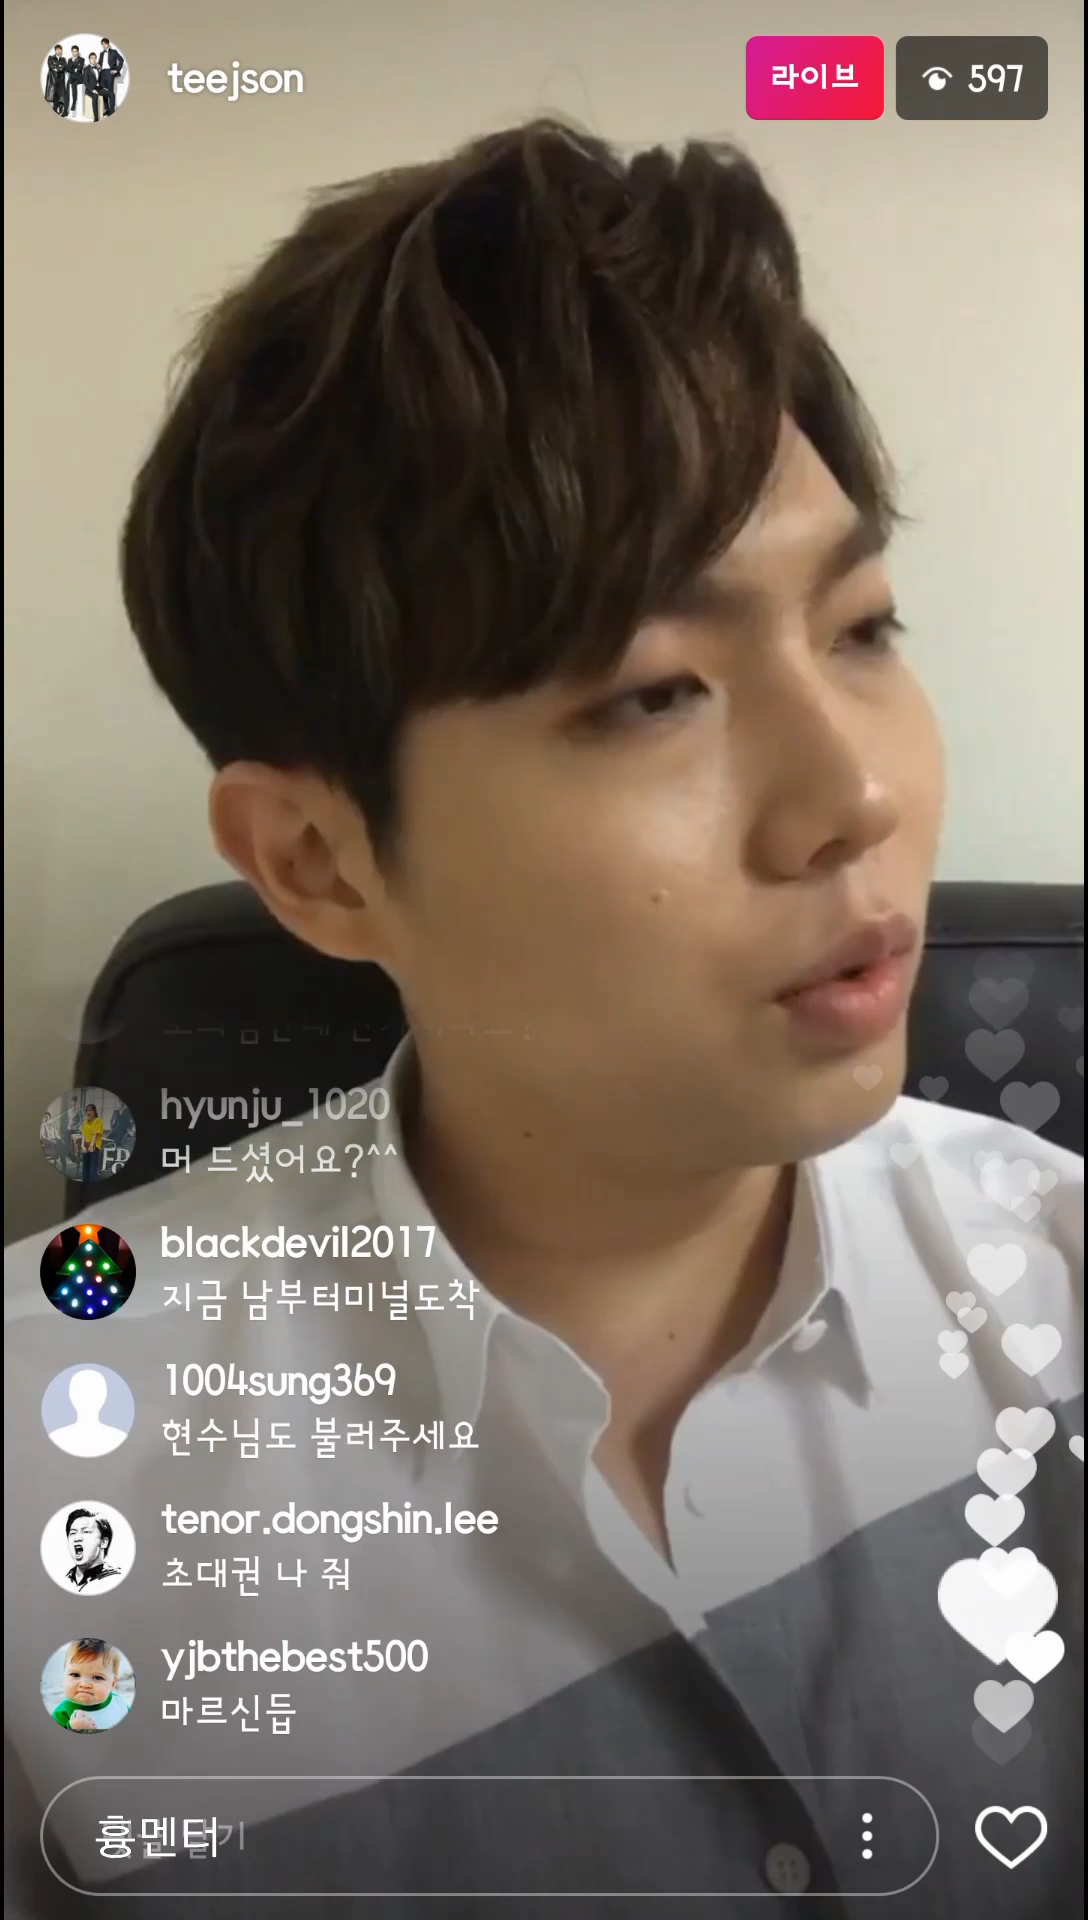 teejson
라이브
597
hyunju_1020
머 드셨어요?^^
blackdevil2017
지금 남부터미널도착
1004sung369
현수님도 불러주세요
tenor.dongshin.lee
초대권 나 줘
yjbthebest500
마르신듭
흉멘터